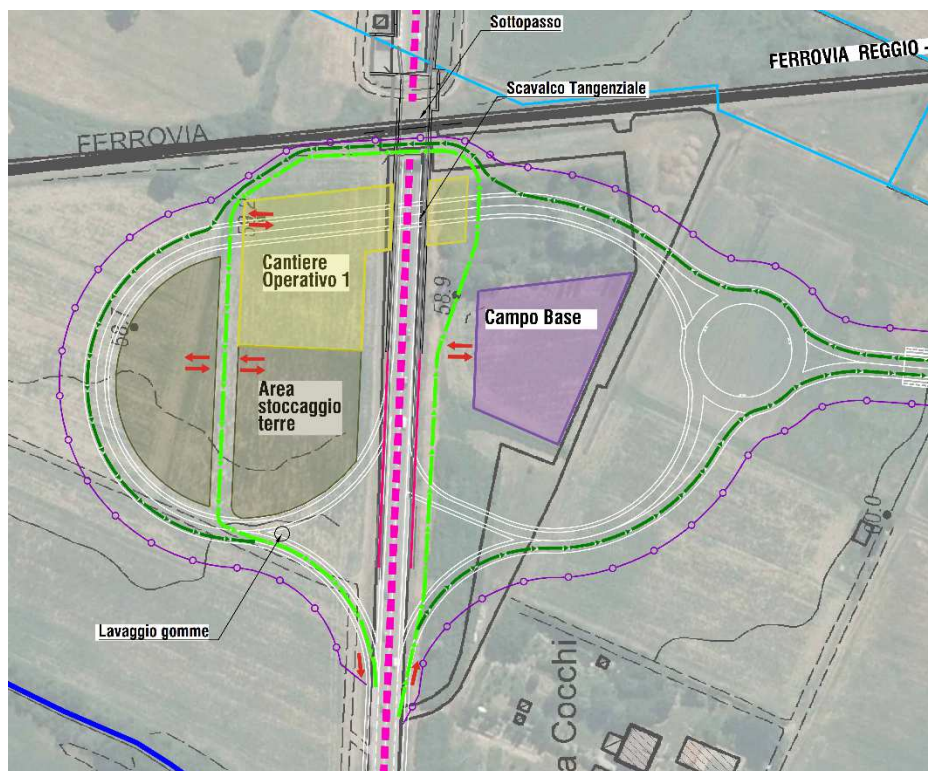 Sottopasso
FERROVIA REGGIO -
Scavalco Tangenziale
FERROVIA
Cantiere
Operativo 1
58.9
Campo Base
58.1
Area
stoccaggio
terre
60.0
Lavaggio gomme
a Cocchi